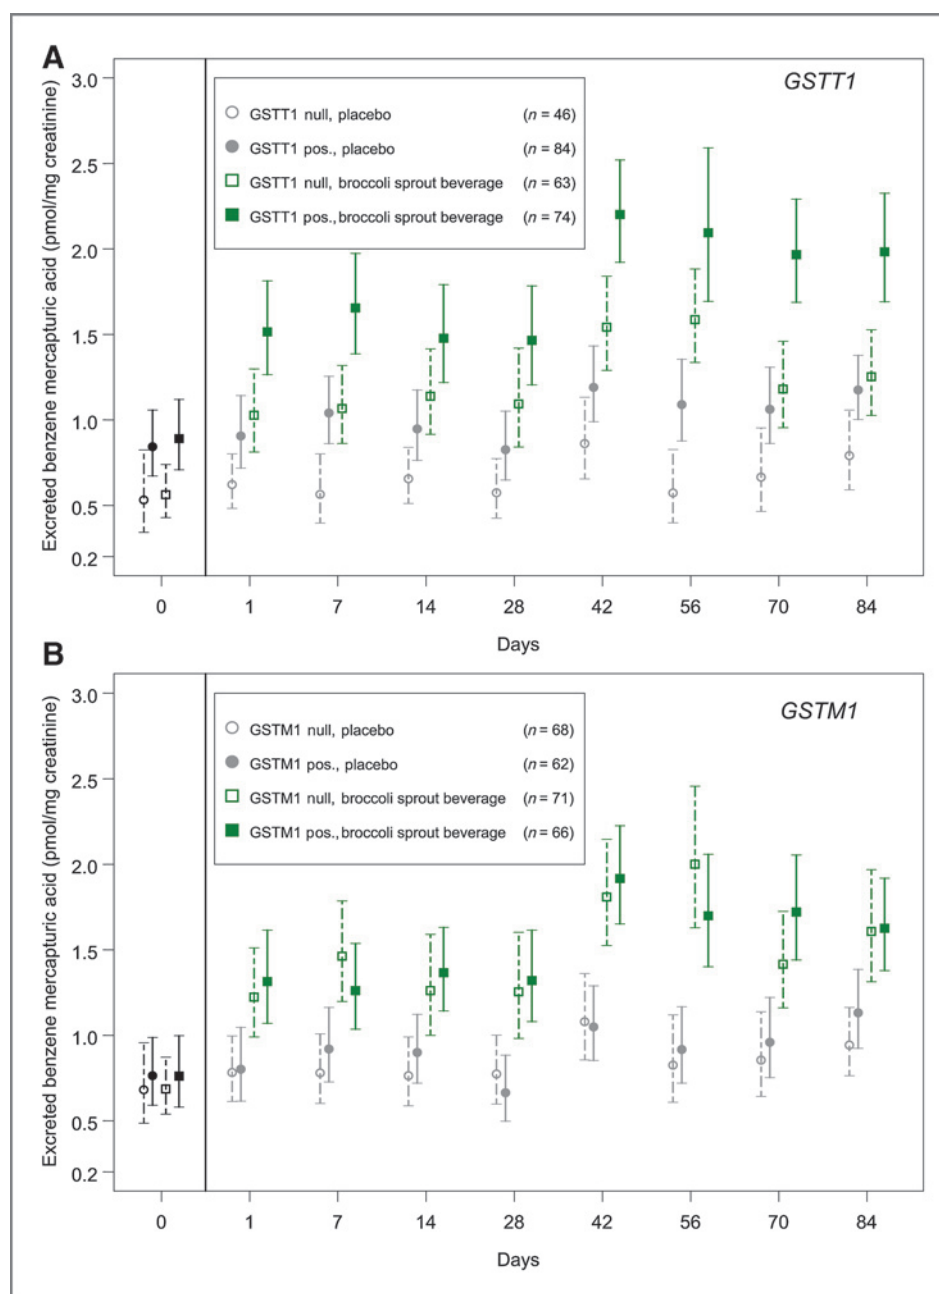 A
GSTT1
Excreted benzene mercapturic acid (pmol/mg creatinine)
3.0
2.5
2.0
1.5
1.0
0.5
0.2
GSTT1 null, placebo (n = 46)
GSTT1 pos., placebo (n = 84)
GSTT1 null, broccoli sprout beverage (n = 63)
GSTT1 pos., broccoli sprout beverage (n = 74)
0 1 7 14 28 42 56 70 84
Days
B
GSTM1
Excreted benzene mercapturic acid (pmol/mg creatinine)
3.0
2.5
2.0
1.5
1.0
0.5
0.2
GSTM1 null, placebo (n = 68)
GSTM1 pos., placebo (n = 62)
GSTM1 null, broccoli sprout beverage (n = 71)
GSTM1 pos., broccoli sprout beverage (n = 66)
0 1 7 14 28 42 56 70 84
Days